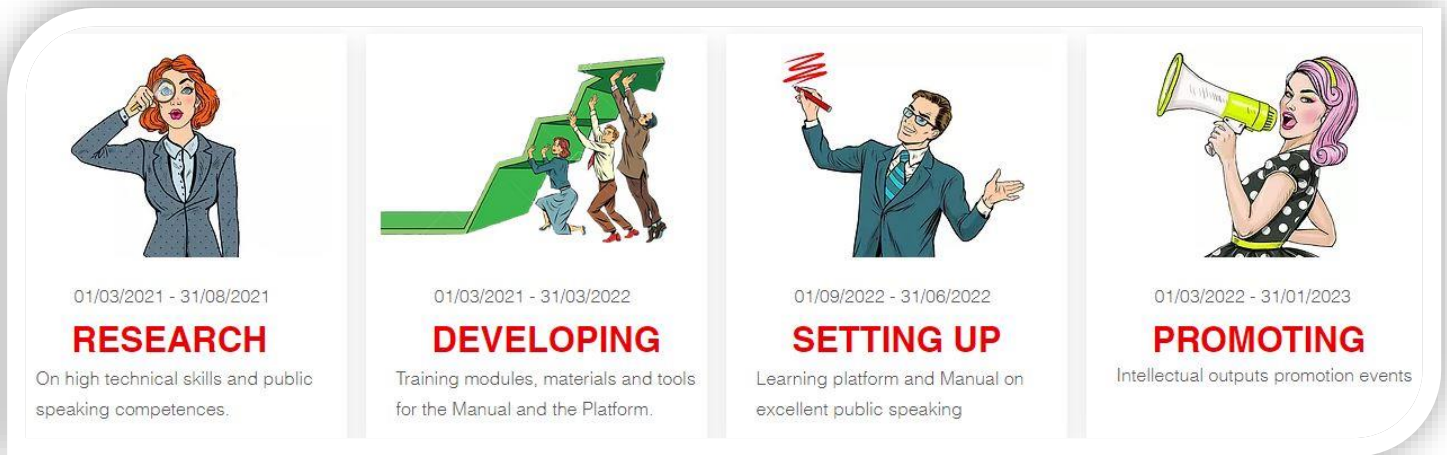 01/03/2021 - 31/08/2021
RESEARCH
On high technical skills and public
speaking competences.
01/03/2021 - 31/03/2022
DEVELOPING
Training modules, materials and tools
for the Manual and the Platform.
01/09/2022 - 31/06/2022
SETTING UP
Learning platform and Manual on
excellent public speaking
01/03/2022 - 31/01/2023
PROMOTING
Intellectual outputs promotion events